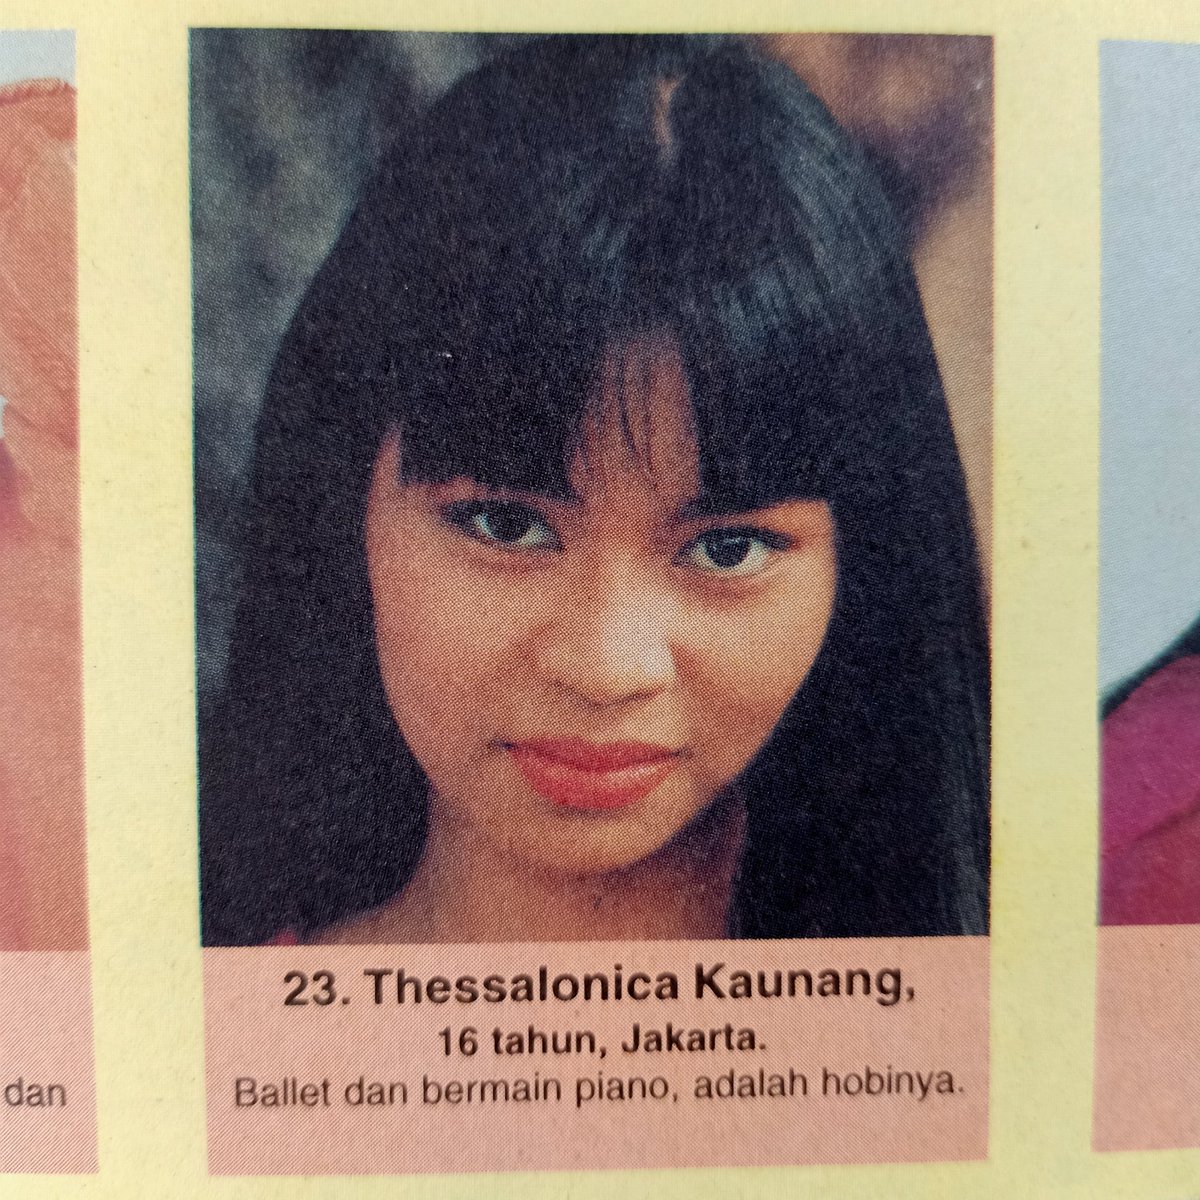 23. Thessalonica Kaunang,
16 tahun, Jakarta.
Ballet dan bermain piano, adalah hobinya.
dan